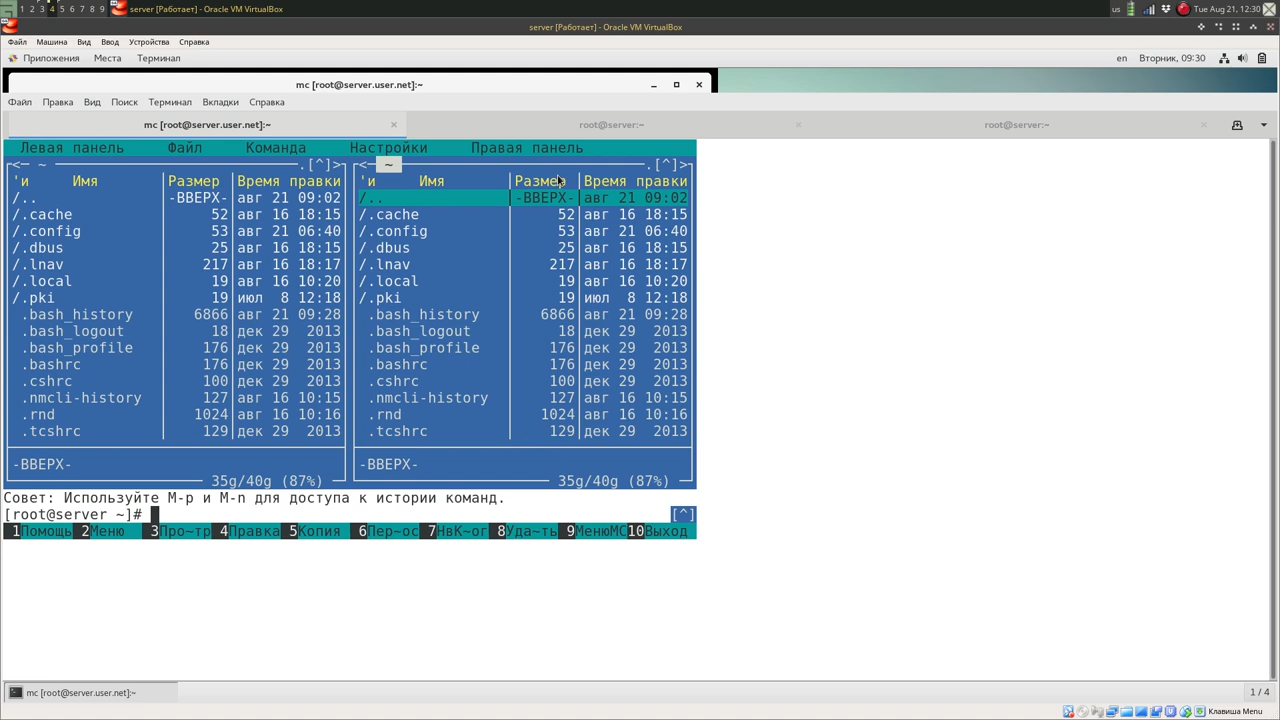 1 2 3 4 5 6 7 8 9 server [Работает] - Oracle VM VirtualBox us Tue Aug 21, 12:30
server [Работает] - Oracle VM VirtualBox
Файл Машина Вид Ввод Устройства Справка
Приложения Места Терминал en Вторник, 09:30
mc [root@server.user.net]:~
Файл Правка Вид Поиск Терминал Вкладки Справка
mc [root@server.user.net]:~ × root@server:~ × root@server:~ ×
Левая панель Файл Команда Настройки Правая панель
<─ ~ .[^]> <─ ~ .[^]>
'и Имя Размер Время правки 'и Имя Размер Время правки
/.. -ВВЕРХ- авг 21 09:02 /.. -ВВЕРХ- авг 21 09:02
/.cache 52 авг 16 18:15 /.cache 52 авг 16 18:15
/.config 53 авг 21 06:40 /.config 53 авг 21 06:40
/.dbus 25 авг 16 18:15 /.dbus 25 авг 16 18:15
/.lnav 217 авг 16 18:17 /.lnav 217 авг 16 18:17
/.local 19 авг 16 10:20 /.local 19 авг 16 10:20
/.pki 19 июл 8 12:18 /.pki 19 июл 8 12:18
.bash_history 6866 авг 21 09:28 .bash_history 6866 авг 21 09:28
.bash_logout 18 дек 29 2013 .bash_logout 18 дек 29 2013
.bash_profile 176 дек 29 2013 .bash_profile 176 дек 29 2013
.bashrc 176 дек 29 2013 .bashrc 176 дек 29 2013
.cshrc 100 дек 29 2013 .cshrc 100 дек 29 2013
.nmcli-history 127 авг 16 10:15 .nmcli-history 127 авг 16 10:15
.rnd 1024 авг 16 10:16 .rnd 1024 авг 16 10:16
.tcshrc 129 дек 29 2013 .tcshrc 129 дек 29 2013
-ВВЕРХ- -ВВЕРХ-
35g/40g (87%) 35g/40g (87%)
Совет: Используйте M-p и M-n для доступа к истории команд.
[root@server ~]# [^]
1Помощь 2Меню 3Про~тр 4Правка 5Копия 6Пер~ос 7НвК~ог 8Уда~ть 9МенюМС 10Выход
mc [root@server.user.net]:~ 1 / 4
Клавиша Menu